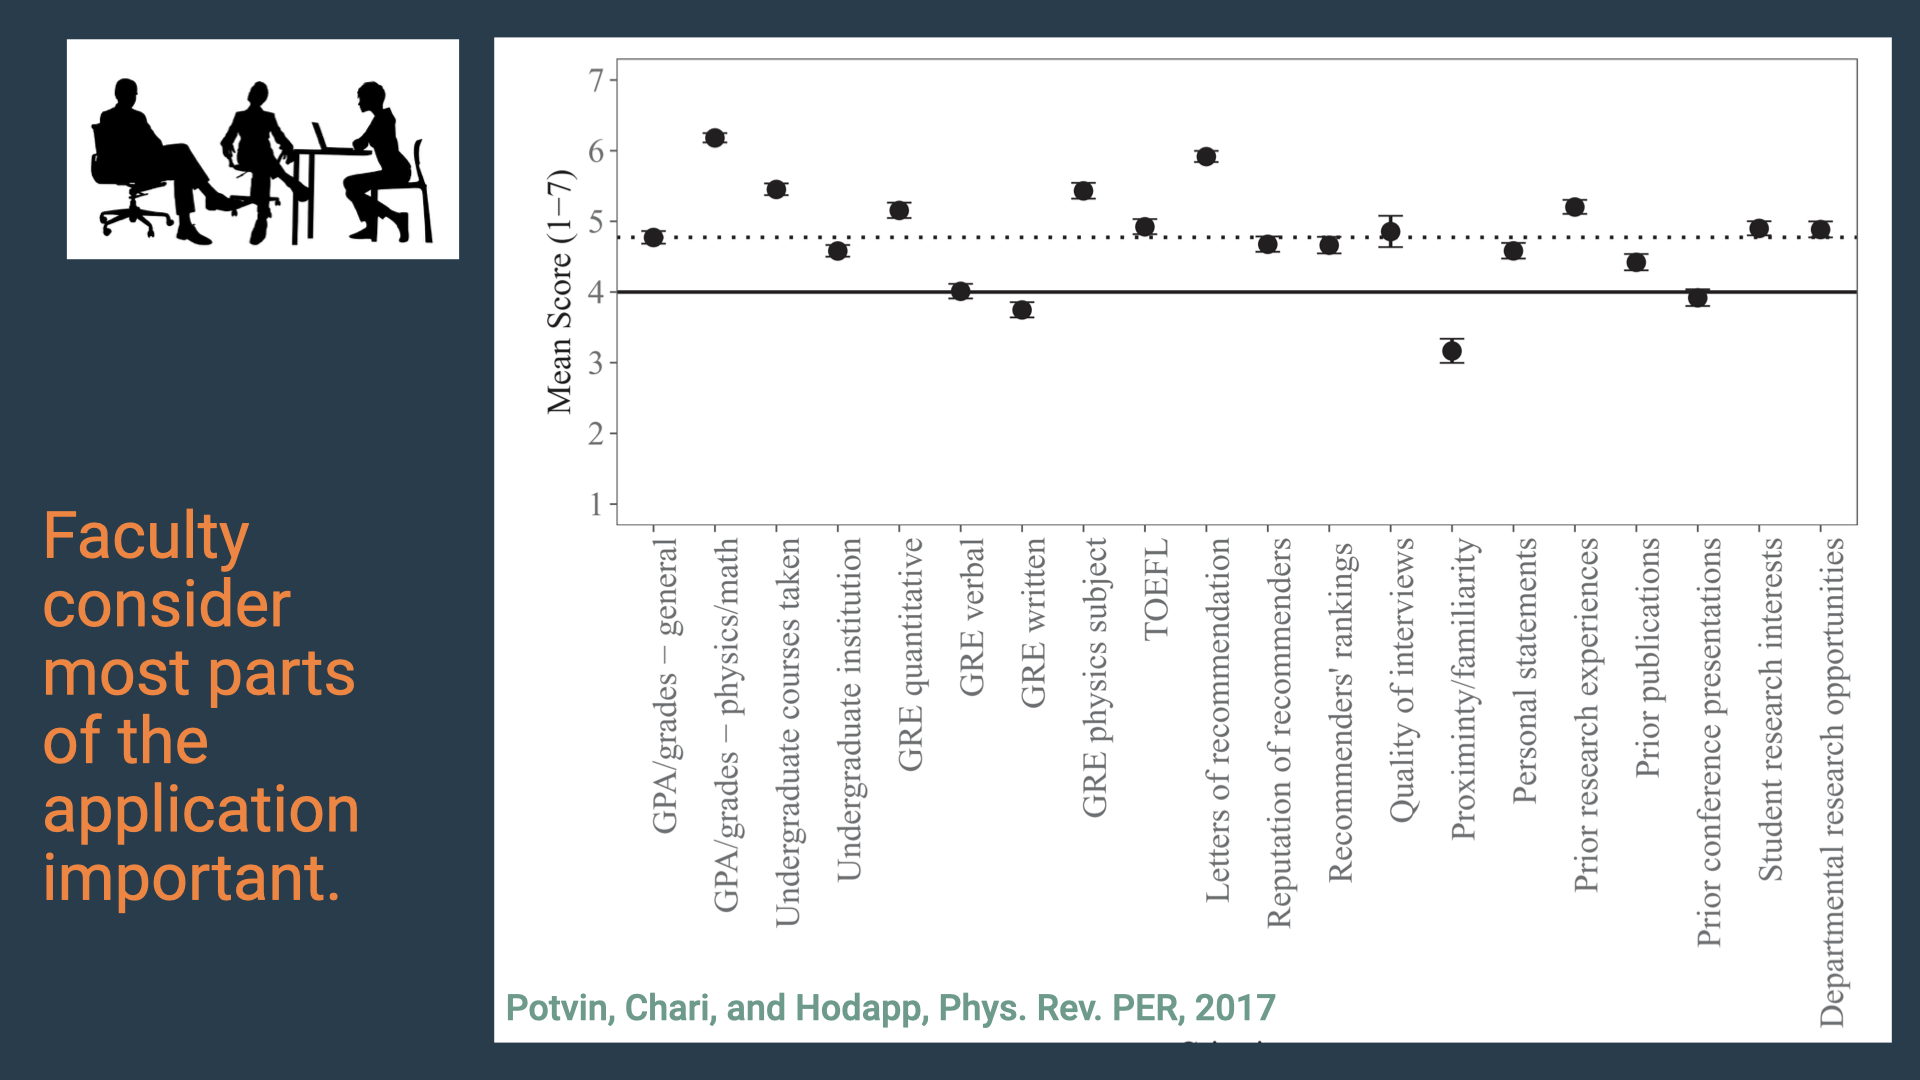 Faculty
consider
most parts
of the
application
important.
Mean Score (1−7)
7
6
5
4
3
2
1
GPA/grades − general
GPA/grades − physics/math
Undergraduate courses taken
Undergraduate institution
GRE quantitative
GRE verbal
GRE written
GRE physics subject
TOEFL
Letters of recommendation
Reputation of recommenders
Recommenders' rankings
Quality of interviews
Proximinty/familiarity
Personal statements
Prior research experiences
Prior publications
Prior conference presentations
Student research interests
Departmental research opportunities
Potvin, Chari, and Hodapp, Phys. Rev. PER, 2017